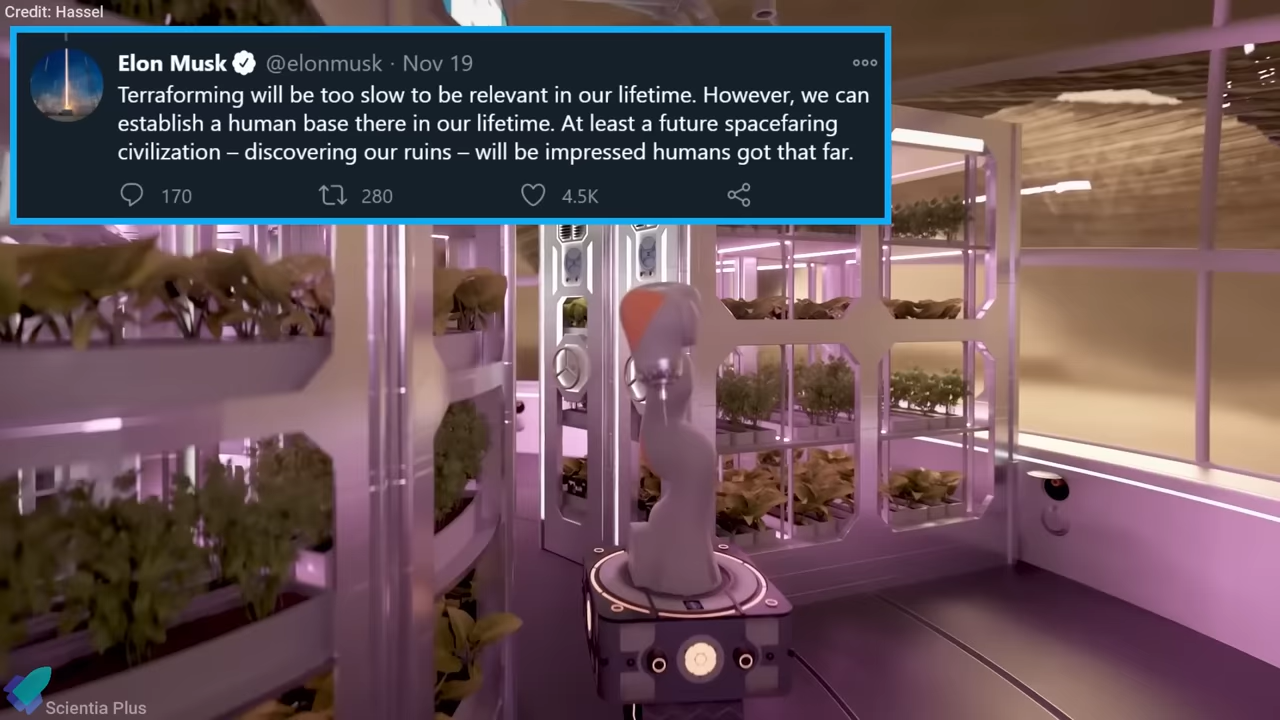 Credit: Hassel
Elon Musk @elonmusk · Nov 19
Terraforming will be too slow to be relevant in our lifetime. However, we can
establish a human base there in our lifetime. At least a future spacefaring
civilization – discovering our ruins – will be impressed humans got that far.
170 280 4.5K
Scientia Plus